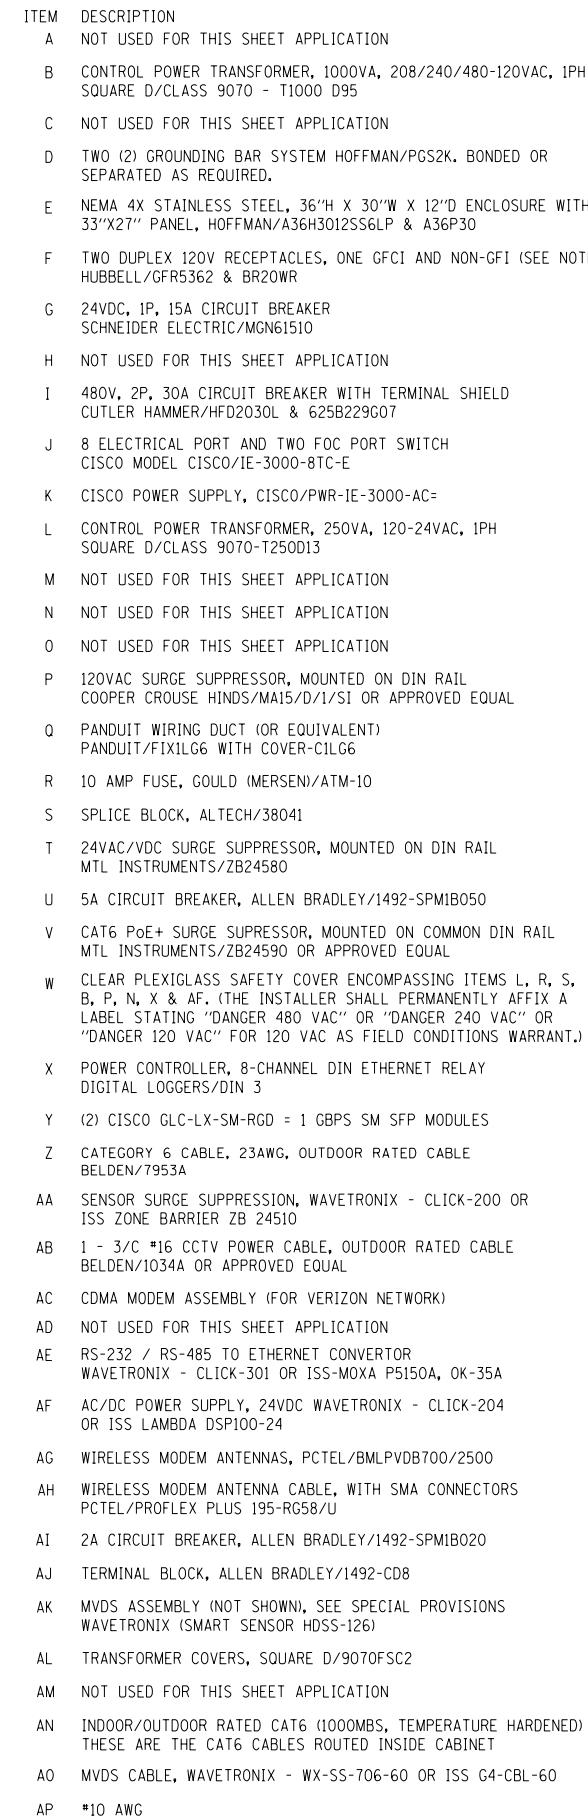 ITEM DESCRIPTION
A NOT USED FOR THIS SHEET APPLICATION
B CONTROL POWER TRANSFORMER, 1000VA, 208/240/480-120VAC, 1PH
SQUARE D/CLASS 9070 - T1000 D95
C NOT USED FOR THIS SHEET APPLICATION
D TWO (2) GROUNDING BAR SYSTEM HOFFMAN/PGS2K. BONDED OR
SEPARATED AS REQUIRED.
E NEMA 4X STAINLESS STEEL, 36"H X 30"W X 12"D ENCLOSURE WITH
33"X27" PANEL, HOFFMAN/A36H3012SS6LP & A36P30
F TWO DUPLEX 120V RECEPTACLES, ONE GFCI AND NON-GFI (SEE NOT
HUBBELL/GFR5362 & BR20WR
G 24VDC, 1P, 15A CIRCUIT BREAKER
SCHNEIDER ELECTRIC/MGN61510
H NOT USED FOR THIS SHEET APPLICATION
I 480V, 2P, 30A CIRCUIT BREAKER WITH TERMINAL SHIELD
CUTLER HAMMER/HFD2030L & 625B229G07
J 8 ELECTRICAL PORT AND TWO FOC PORT SWITCH
CISCO MODEL CISCO/IE-3000-8TC-E
K CISCO POWER SUPPLY, CISCO/PWR-IE-3000-AC=
L CONTROL POWER TRANSFORMER, 250VA, 120-24VAC, 1PH
SQUARE D/CLASS 9070-T250D13
M NOT USED FOR THIS SHEET APPLICATION
N NOT USED FOR THIS SHEET APPLICATION
O NOT USED FOR THIS SHEET APPLICATION
P 120VAC SURGE SUPPRESSOR, MOUNTED ON DIN RAIL
COOPER CROUSE HINDS/MA15/D/1/SI OR APPROVED EQUAL
Q PANDUIT WIRING DUCT (OR EQUIVALENT)
PANDUIT/FIX1LG6 WITH COVER-C1LG6
R 10 AMP FUSE, GOULD (MERSEN)/ATM-10
S SPLICE BLOCK, ALTECH/38041
T 24VAC/VDC SURGE SUPPRESSOR, MOUNTED ON DIN RAIL
MTL INSTRUMENTS/ZB24580
U 5A CIRCUIT BREAKER, ALLEN BRADLEY/1492-SPM1B050
V CAT6 PoE+ SURGE SUPRESSOR, MOUNTED ON COMMON DIN RAIL
MTL INSTRUMENTS/ZB24590 OR APPROVED EQUAL
W CLEAR PLEXIGLASS SAFETY COVER ENCOMPASSING ITEMS L, R, S,
B, P, N, X & AF. (THE INSTALLER SHALL PERMANENTLY AFFIX A
LABEL STATING "DANGER 480 VAC" OR "DANGER 240 VAC" OR
"DANGER 120 VAC" FOR 120 VAC AS FIELD CONDITIONS WARRANT.)
X POWER CONTROLLER, 8-CHANNEL DIN ETHERNET RELAY
DIGITAL LOGGERS/DIN 3
Y (2) CISCO GLC-LX-SM-RGD = 1 GBPS SM SFP MODULES
Z CATEGORY 6 CABLE, 23AWG, OUTDOOR RATED CABLE
BELDEN/7953A
AA SENSOR SURGE SUPPRESSION, WAVETRONIX - CLICK-200 OR
ISS ZONE BARRIER ZB 24510
AB 1 - 3/C #16 CCTV POWER CABLE, OUTDOOR RATED CABLE
BELDEN/1034A OR APPROVED EQUAL
AC CDMA MODEM ASSEMBLY (FOR VERIZON NETWORK)
AD NOT USED FOR THIS SHEET APPLICATION
AE RS-232 / RS-485 TO ETHERNET CONVERTOR
WAVETRONIX - CLICK-301 OR ISS-MOXA P5150A, OK-35A
AF AC/DC POWER SUPPLY, 24VDC WAVETRONIX - CLICK-204
OR ISS LAMBDA DSP100-24
AG WIRELESS MODEM ANTENNAS, PCTEL/BMLPVDB700/2500
AH WIRELESS MODEM ANTENNA CABLE, WITH SMA CONNECTORS
PCTEL/PROFLEX PLUS 195-RG58/U
AI 2A CIRCUIT BREAKER, ALLEN BRADLEY/1492-SPM1B020
AJ TERMINAL BLOCK, ALLEN BRADLEY/1492-CD8
AK MVDS ASSEMBLY (NOT SHOWN), SEE SPECIAL PROVISIONS
WAVETRONIX (SMART SENSOR HDSS-126)
AL TRANSFORMER COVERS, SQUARE D/9070FSC2
AM NOT USED FOR THIS SHEET APPLICATION
AN INDOOR/OUTDOOR RATED CAT6 (1000MBS, TEMPERATURE HARDENED)
THESE ARE THE CAT6 CABLES ROUTED INSIDE CABINET
AO MVDS CABLE, WAVETRONIX - WX-SS-706-60 OR ISS G4-CBL-60
AP #10 AWG